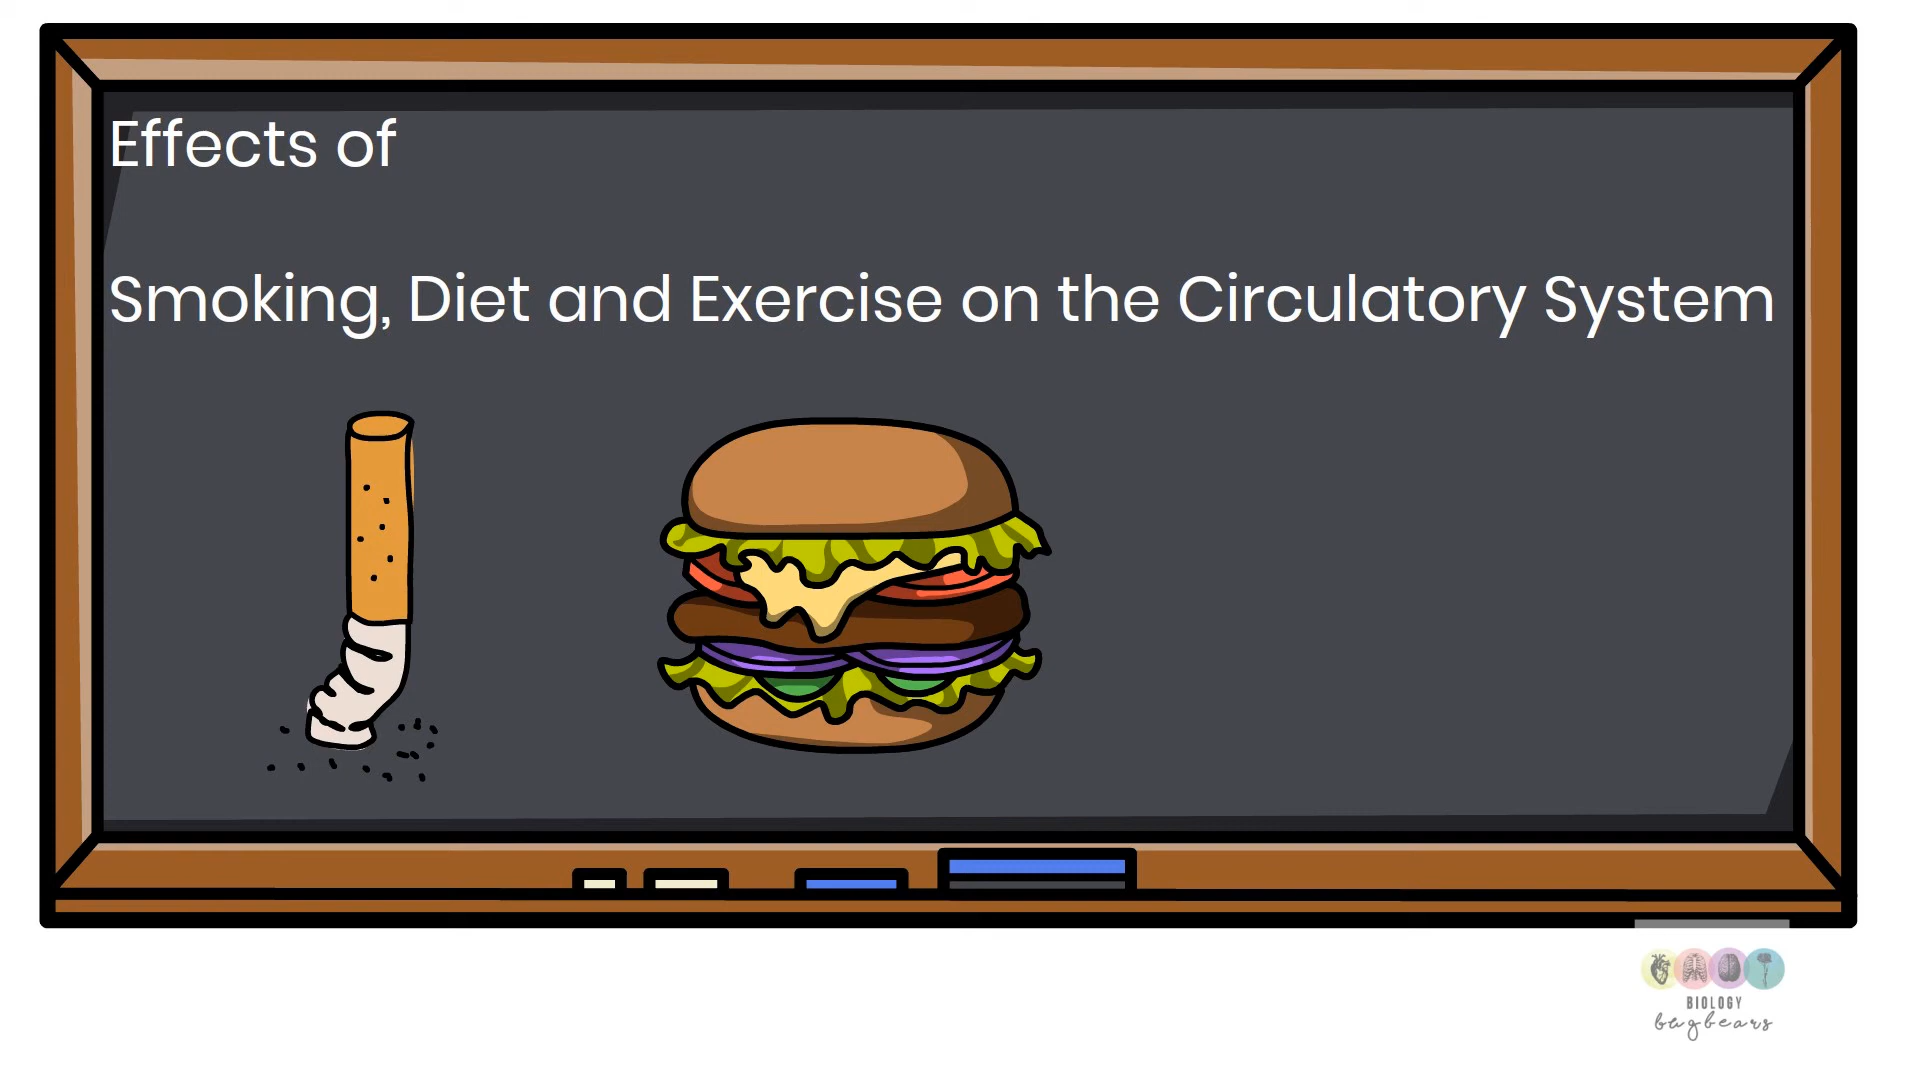 Effects of
Smoking, Diet and Exercise on the Circulatory System
BIOLOGY
bugbears